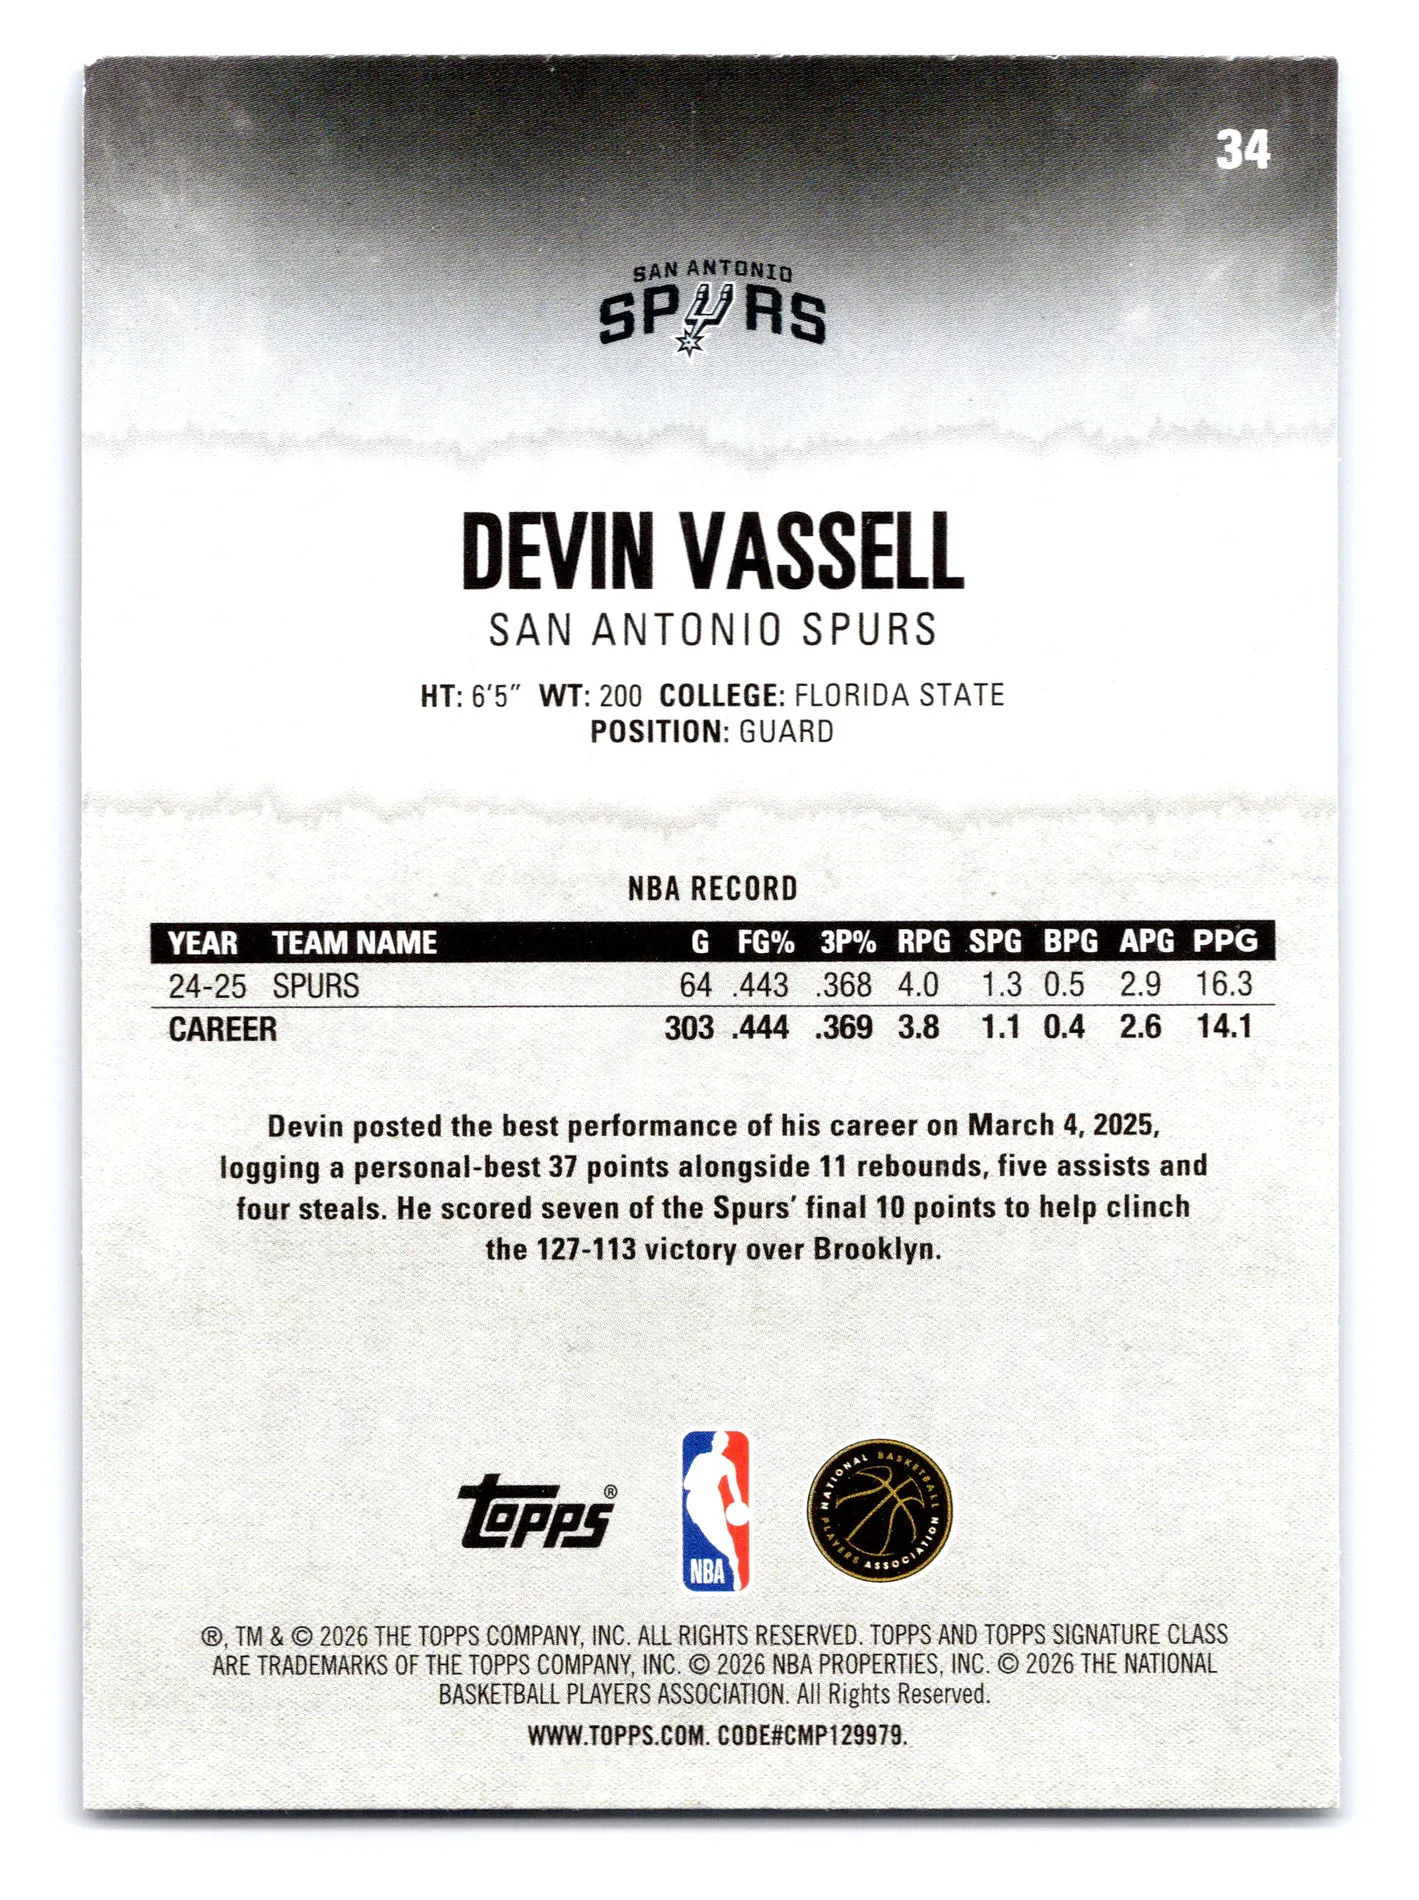 34
SAN ANTONIO
SPURS
DEVIN VASSELL
SAN ANTONIO SPURS
HT: 6'5" WT: 200 COLLEGE: FLORIDA STATE
POSITION: GUARD
NBA RECORD
YEAR TEAM NAME G FG% 3P% RPG SPG BPG APG PPG
24-25 SPURS 64 .443 .368 4.0 1.3 0.5 2.9 16.3
CAREER 303 .444 .369 3.8 1.1 0.4 2.6 14.1
Devin posted the best performance of his career on March 4, 2025,
logging a personal-best 37 points alongside 11 rebounds, five assists and
four steals. He scored seven of the Spurs' final 10 points to help clinch
the 127-113 victory over Brooklyn.
topps®
NBA
NATIONAL BASKETBALL PLAYERS ASSOCIATION
®, TM & © 2026 THE TOPPS COMPANY, INC. ALL RIGHTS RESERVED. TOPPS AND TOPPS SIGNATURE CLASS
ARE TRADEMARKS OF THE TOPPS COMPANY, INC. © 2026 NBA PROPERTIES, INC. © 2026 THE NATIONAL
BASKETBALL PLAYERS ASSOCIATION. All Rights Reserved.
WWW.TOPPS.COM. CODE#CMP129979.